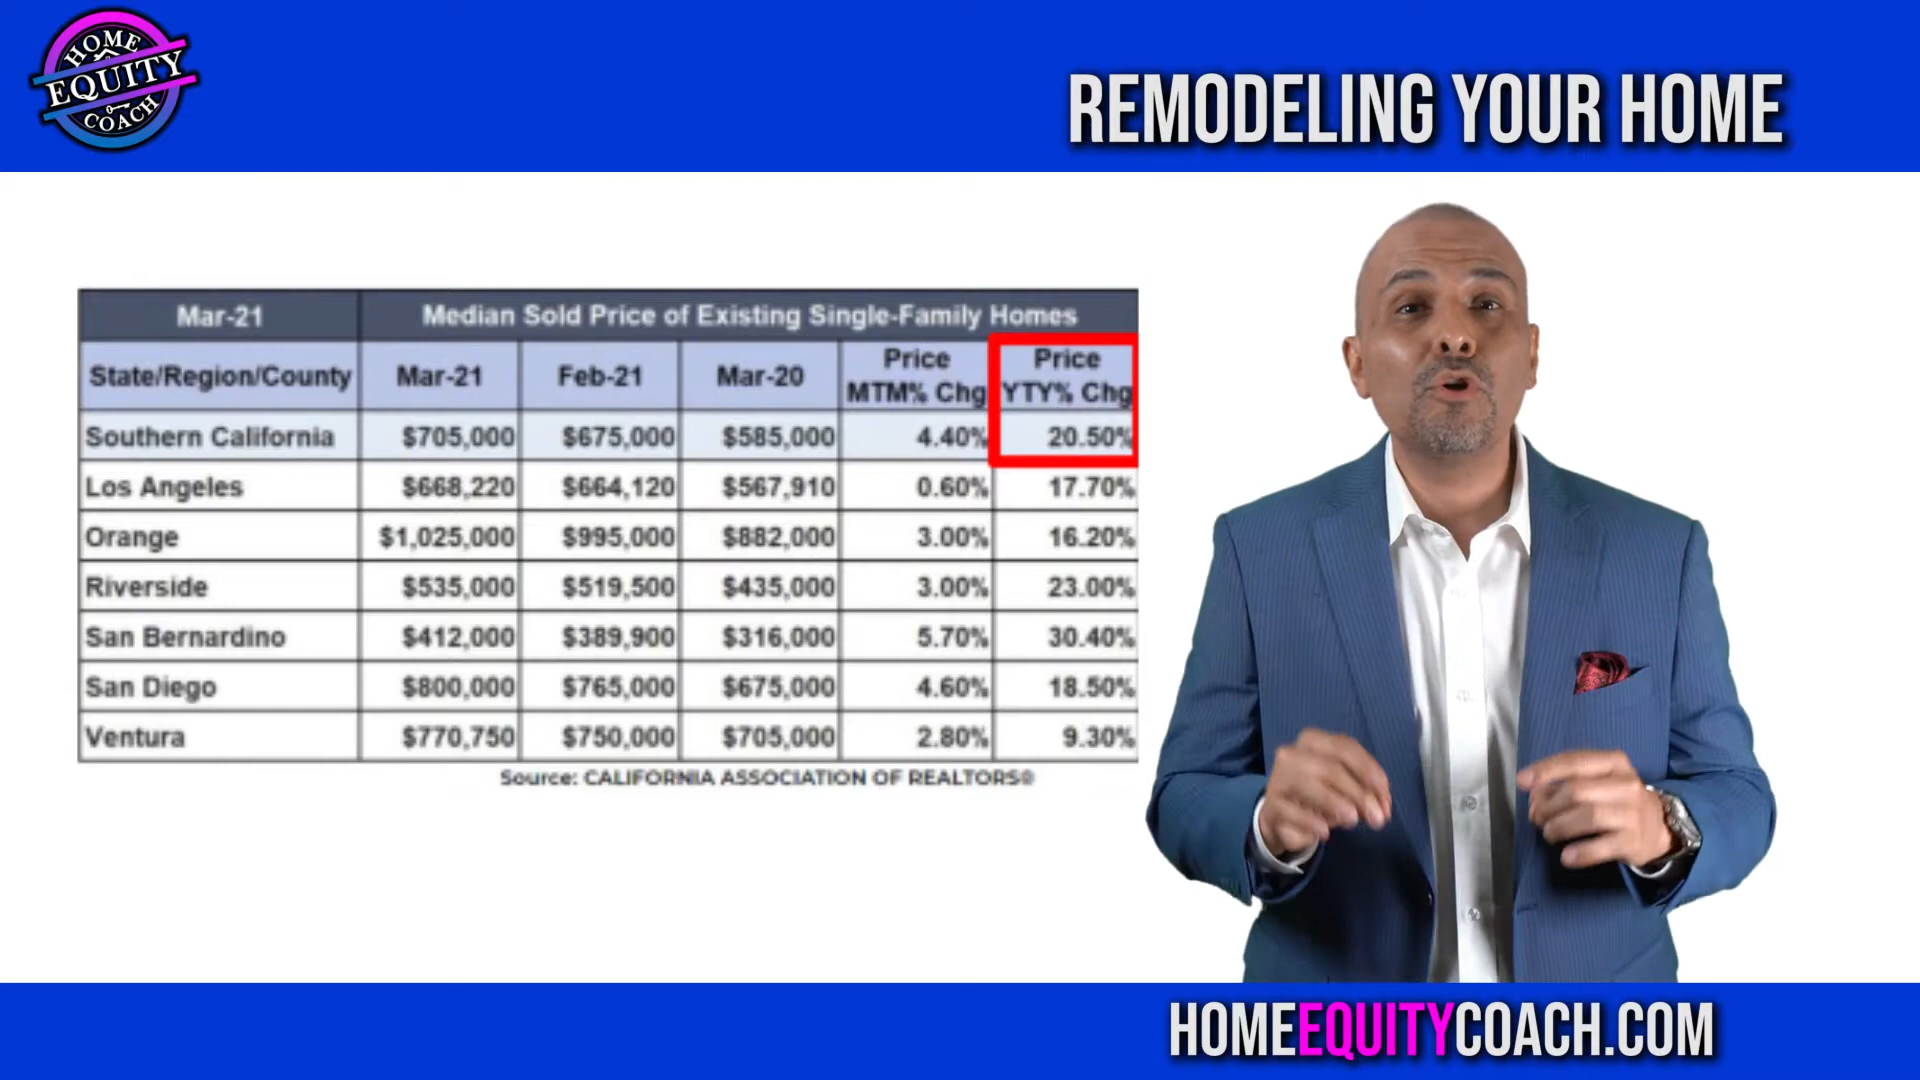 HOME
EQUITY
COACH
REMODELING YOUR HOME
Mar-21 Median Sold Price of Existing Single-Family Homes
State/Region/County Mar-21 Feb-21 Mar-20 Price MTM% Chg Price YTY% Chg
Southern California $705,000 $675,000 $585,000 4.40% 20.50%
Los Angeles $668,220 $664,120 $567,910 0.60% 17.70%
Orange $1,025,000 $995,000 $882,000 3.00% 16.20%
Riverside $535,000 $519,500 $435,000 3.00% 23.00%
San Bernardino $412,000 $389,900 $316,000 5.70% 30.40%
San Diego $800,000 $765,000 $675,000 4.60% 18.50%
Ventura $770,750 $750,000 $705,000 2.80% 9.30%
Source: CALIFORNIA ASSOCIATION OF REALTORS®
HOMEEQUITYCOACH.COM